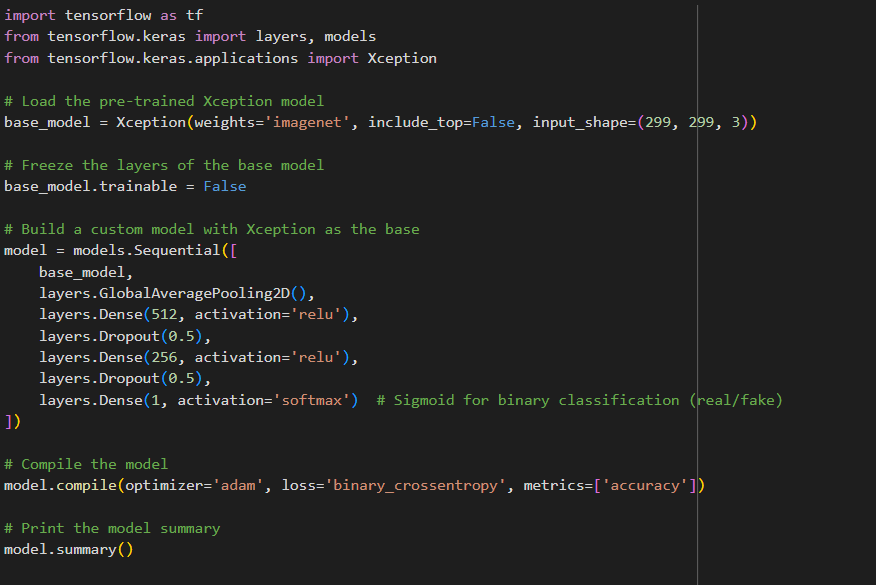 import tensorflow as tf
from tensorflow.keras import layers, models
from tensorflow.keras.applications import Xception
# Load the pre-trained Xception model
base_model = Xception(weights='imagenet', include_top=False, input_shape=(299, 299, 3))
# Freeze the layers of the base model
base_model.trainable = False
# Build a custom model with Xception as the base
model = models.Sequential([
    base_model,
    layers.GlobalAveragePooling2D(),
    layers.Dense(512, activation='relu'),
    layers.Dropout(0.5),
    layers.Dense(256, activation='relu'),
    layers.Dropout(0.5),
    layers.Dense(1, activation='softmax')  # Sigmoid for binary classification (real/fake)
])
# Compile the model
model.compile(optimizer='adam', loss='binary_crossentropy', metrics=['accuracy'])
# Print the model summary
model.summary()